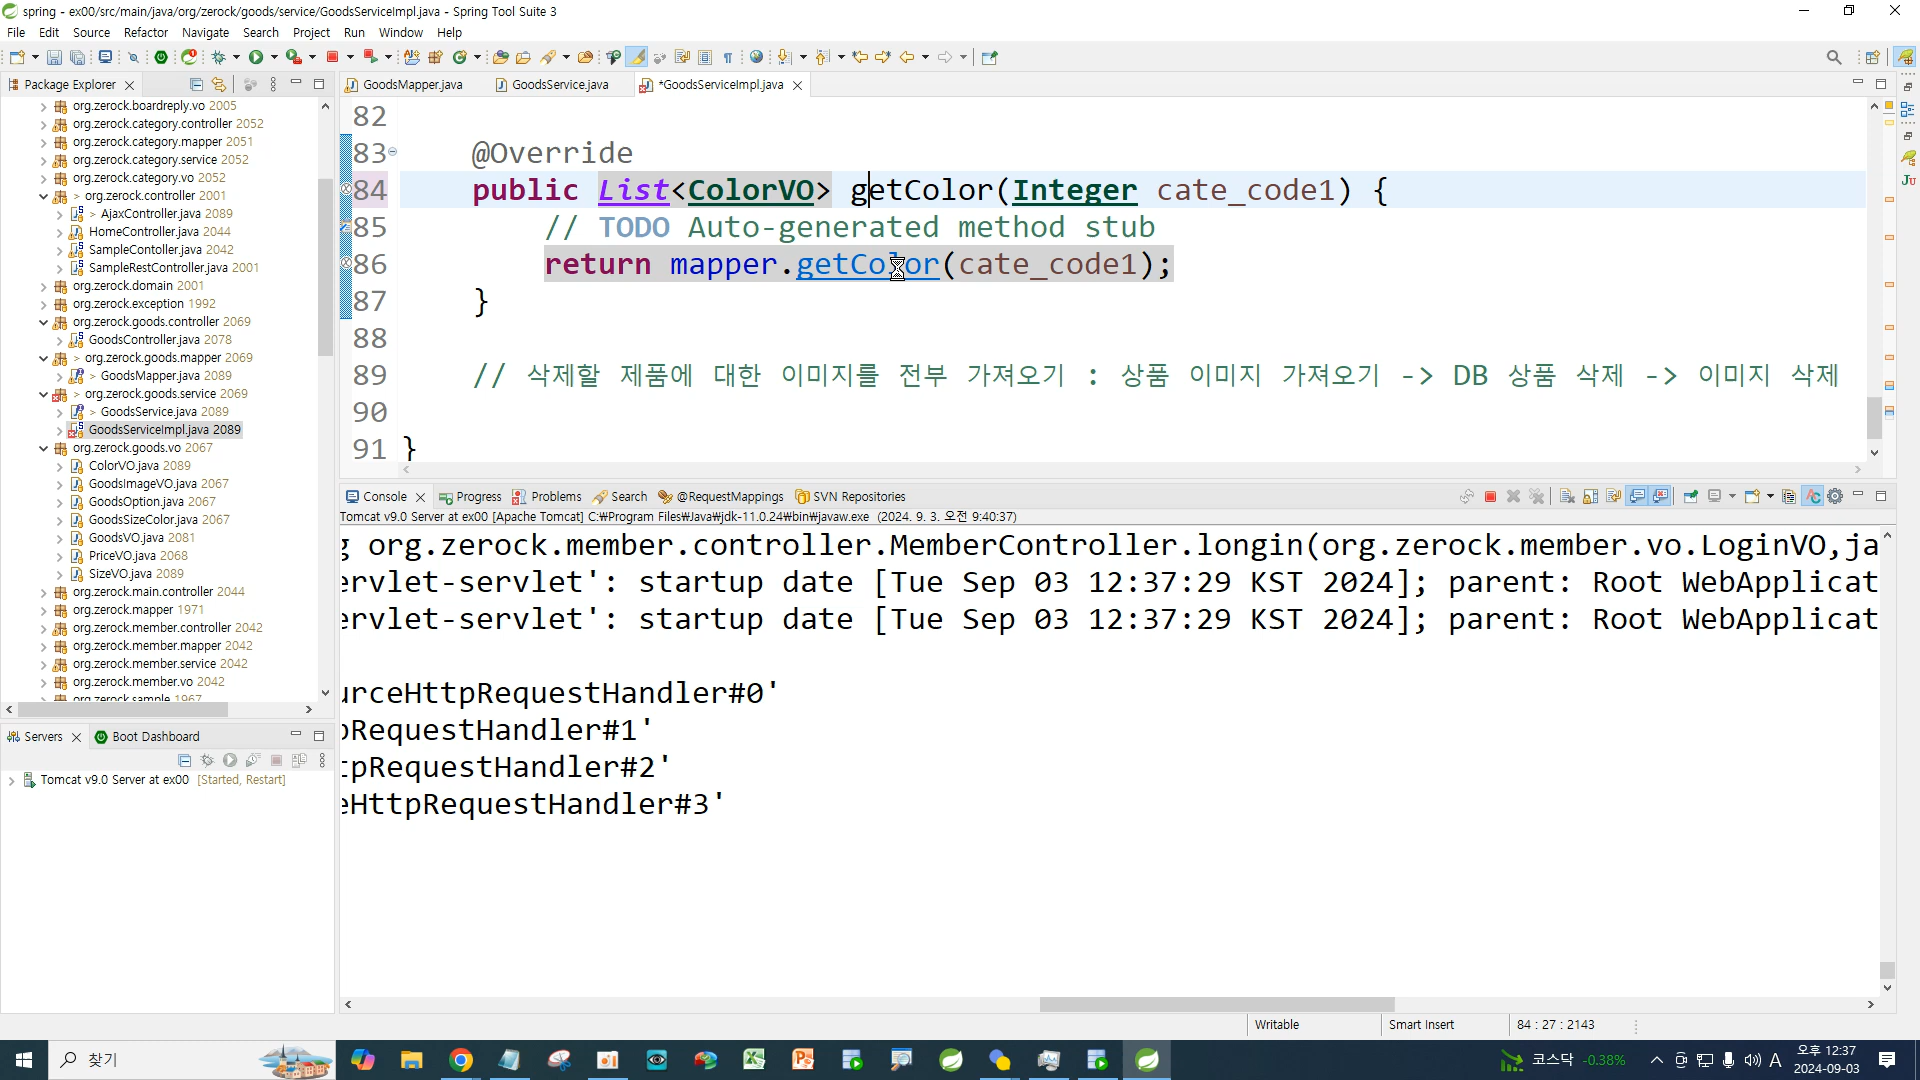 spring - ex00/src/main/java/org/zerock/goods/service/GoodsServiceImpl.java - Spring Tool Suite 3
File Edit Source Refactor Navigate Search Project Run Window Help
Package Explorer
GoodsMapper.java GoodsService.java *GoodsServiceImpl.java
org.zerock.boardreply.vo 2005
org.zerock.category.controller 2052
org.zerock.category.mapper 2051
org.zerock.category.service 2052
org.zerock.category.vo 2052
> org.zerock.controller 2001
> AjaxController.java 2089
HomeController.java 2044
SampleContoller.java 2042
SampleRestController.java 2001
org.zerock.domain 2001
org.zerock.exception 1992
org.zerock.goods.controller 2069
GoodsController.java 2078
> org.zerock.goods.mapper 2069
> GoodsMapper.java 2089
> org.zerock.goods.service 2069
> GoodsService.java 2089
GoodsServiceImpl.java 2089
org.zerock.goods.vo 2067
ColorVO.java 2089
GoodsImageVO.java 2067
GoodsOption.java 2067
GoodsSizeColor.java 2067
GoodsVO.java 2081
PriceVO.java 2068
SizeVO.java 2089
org.zerock.main.controller 2044
org.zerock.mapper 1971
org.zerock.member.controller 2042
org.zerock.member.mapper 2042
org.zerock.member.service 2042
org.zerock.member.vo 2042
org.zerock.sample 1967
82
83 @Override
84 public List<ColorVO> getColor(Integer cate_code1) {
85 // TODO Auto-generated method stub
86 return mapper.getColor(cate_code1);
87 }
88
89 // 삭제할 제품에 대한 이미지를 전부 가져오기 : 상품 이미지 가져오기 -> DB 상품 삭제 -> 이미지 삭제
90
91 }
Console Progress Problems Search @RequestMappings SVN Repositories
Tomcat v9.0 Server at ex00 [Apache Tomcat] C:₩Program Files₩Java₩jdk-11.0.24₩bin₩javaw.exe (2024. 9. 3. 오전 9:40:37)
g org.zerock.member.controller.MemberController.longin(org.zerock.member.vo.LoginVO,ja
ervlet-servlet': startup date [Tue Sep 03 12:37:29 KST 2024]; parent: Root WebApplicat
ervlet-servlet': startup date [Tue Sep 03 12:37:29 KST 2024]; parent: Root WebApplicat
urceHttpRequestHandler#0'
pRequestHandler#1'
tpRequestHandler#2'
eHttpRequestHandler#3'
Servers Boot Dashboard
Tomcat v9.0 Server at ex00 [Started, Restart]
Writable Smart Insert 84 : 27 : 2143
찾기
코스닥 -0.38%
A
오후 12:37
2024-09-03